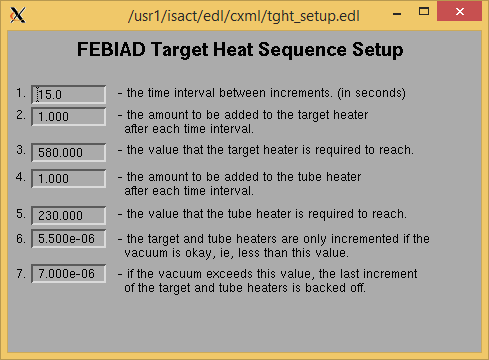 /usr1/isact/edl/cxml/tght_setup.edl
FEBIAD Target Heat Sequence Setup
1. 15.0 - the time interval between increments. (in seconds)
2. 1.000 - the amount to be added to the target heater
after each time interval.
3. 580.000 - the value that the target heater is required to reach.
4. 1.000 - the amount to be added to the tube heater
after each time interval.
5. 230.000 - the value that the tube heater is required to reach.
6. 5.500e-06 - the target and tube heaters are only incremented if the
vacuum is okay, ie, less than this value.
7. 7.000e-06 - if the vacuum exceeds this value, the last increment
of the target and tube heaters is backed off.